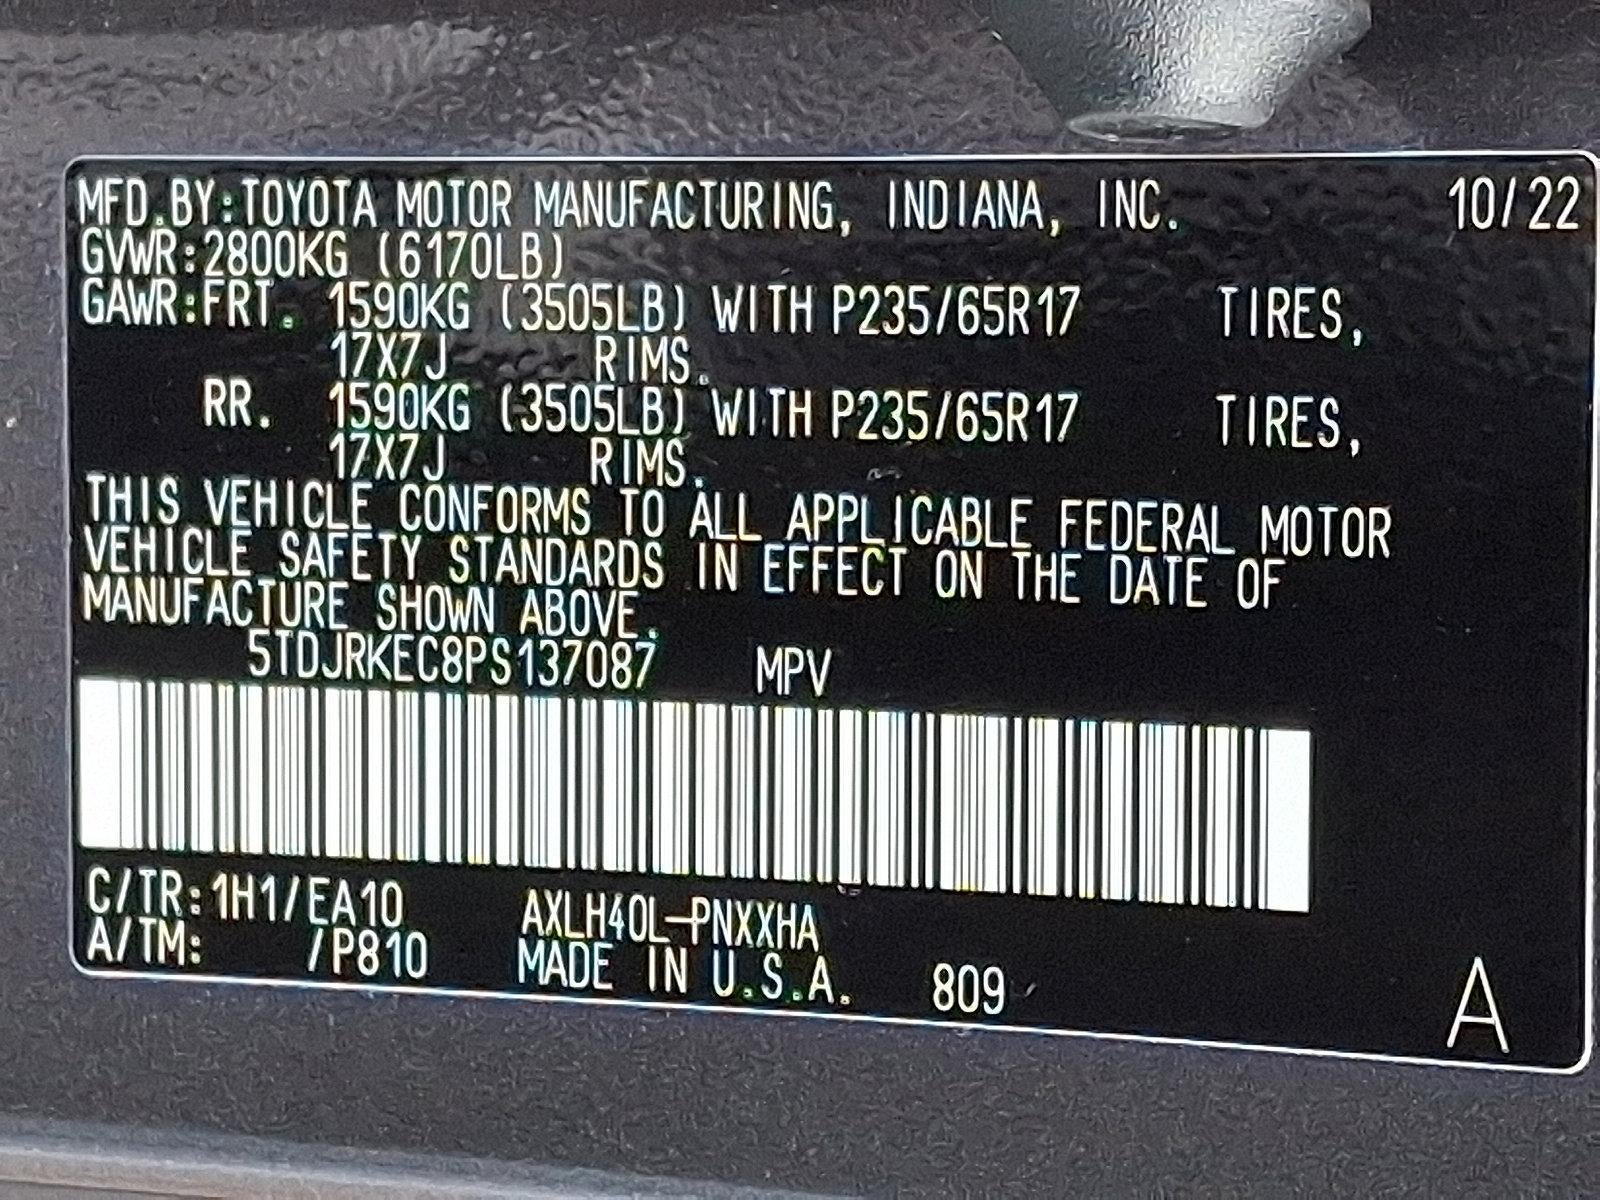 MFD.BY:TOYOTA MOTOR MANUFACTURING, INDIANA, INC. 10/22
GVWR:2800KG (6170LB)
GAWR:FRT. 1590KG (3505LB) WITH P235/65R17 TIRES,
17X7J RIMS.
RR. 1590KG (3505LB) WITH P235/65R17 TIRES,
17X7J RIMS.
THIS VEHICLE CONFORMS TO ALL APPLICABLE FEDERAL MOTOR
VEHICLE SAFETY STANDARDS IN EFFECT ON THE DATE OF
MANUFACTURE SHOWN ABOVE.
5TDJRKEC8PS137087 MPV
C/TR:1H1/EA10 AXLH40L-PNXXHA
A/TM: /P810 MADE IN U.S.A. 809 A